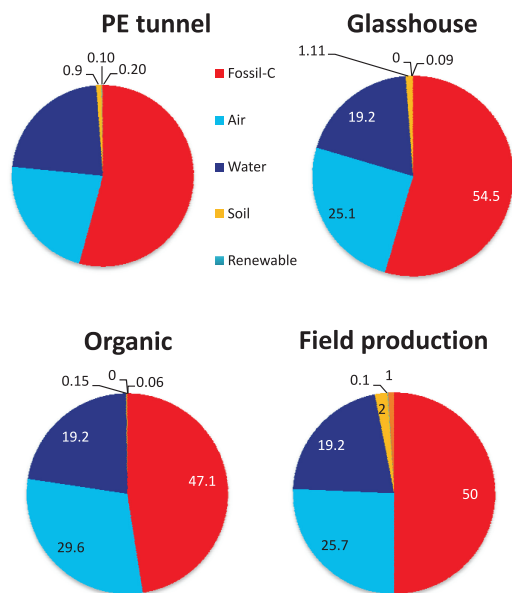 PE tunnel
Glasshouse
0.10
0.9
0.20
Fossil-C
Air
Water
Soil
Renewable
1.11
0
0.09
19.2
25.1
54.5
Organic
Field production
0
0.15
0.06
19.2
47.1
29.6
1
0.1
2
19.2
50
25.7